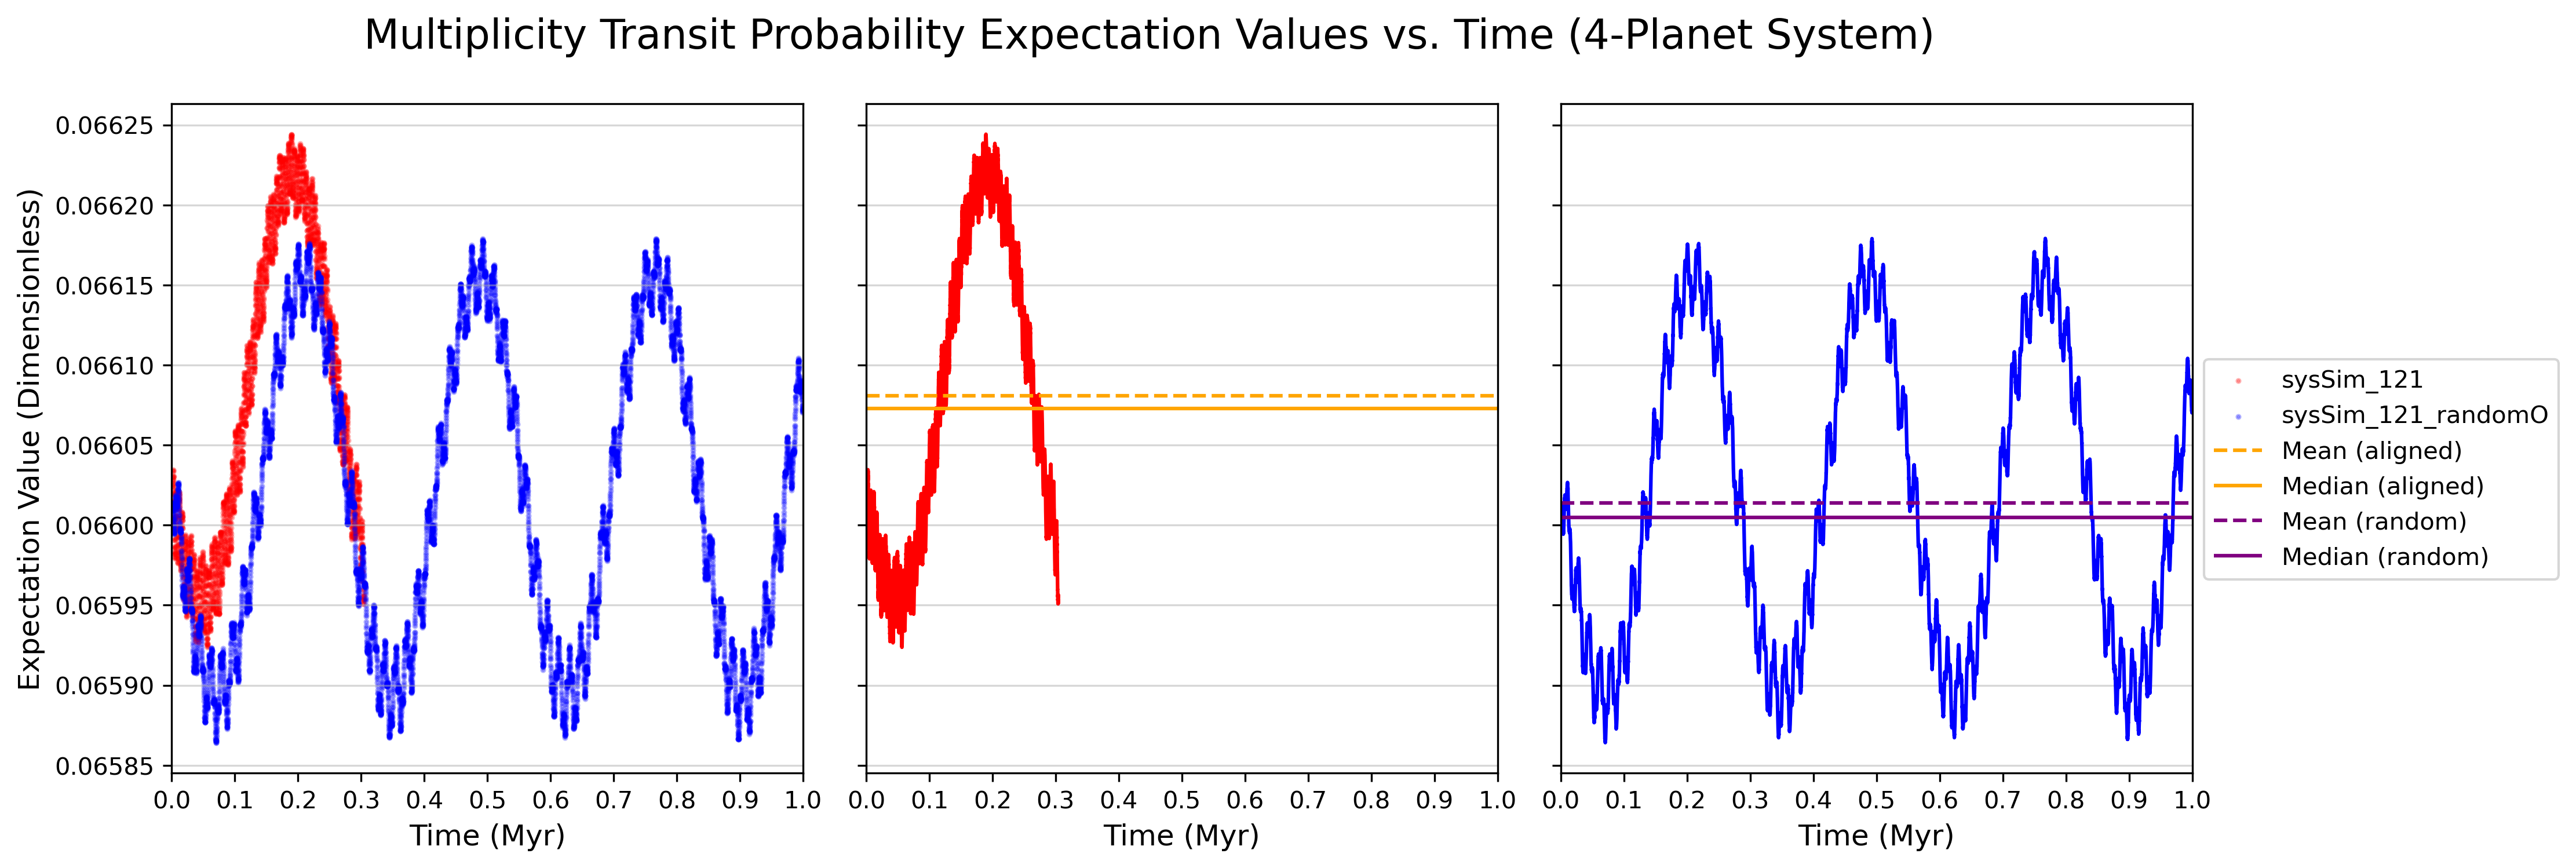 Multiplicity Transit Probability Expectation Values vs. Time (4-Planet System)
Expectation Value (Dimensionless)
0.06625
0.06620
0.06615
0.06610
0.06605
0.06600
0.06595
0.06590
0.06585
0.0 0.1 0.2 0.3 0.4 0.5 0.6 0.7 0.8 0.9 1.0
Time (Myr)
0.0 0.1 0.2 0.3 0.4 0.5 0.6 0.7 0.8 0.9 1.0
Time (Myr)
0.0 0.1 0.2 0.3 0.4 0.5 0.6 0.7 0.8 0.9 1.0
Time (Myr)
sysSim_121
sysSim_121_randomO
Mean (aligned)
Median (aligned)
Mean (random)
Median (random)